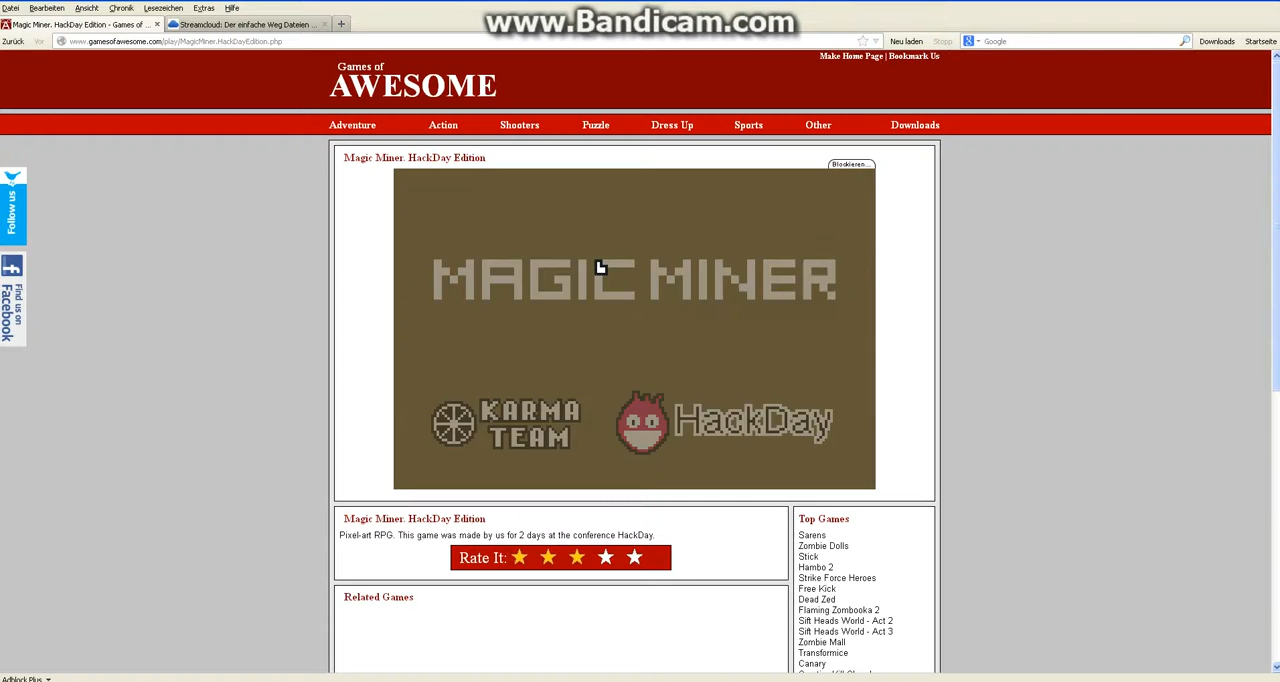 Datei Bearbeiten Ansicht Chronik Lesezeichen Extras Hilfe
www.Bandicam.com
Magic Miner. HackDay Edition - Games of ... × Streamcloud: Der einfache Weg Dateien ... × +
Zurück Vor www.gamesofawesome.com/play/MagicMiner.HackDayEdition.php Neu laden Stopp Google Downloads Startseite
Make Home Page | Bookmark Us
Games of
AWESOME
Adventure Action Shooters Puzzle Dress Up Sports Other Downloads
Magic Miner. HackDay Edition
Blockieren...
Follow us
Find us on
Facebook
MAGIC MINER
KARMA
TEAM
HackDay
Magic Miner. HackDay Edition
Pixel-art RPG. This game was made by us for 2 days at the conference HackDay.
Rate It:
Related Games
Top Games
Sarens
Zombie Dolls
Stick
Hambo 2
Strike Force Heroes
Free Kick
Dead Zed
Flaming Zombooka 2
Sift Heads World - Act 2
Sift Heads World - Act 3
Zombie Mall
Transformice
Canary
Adblock Plus